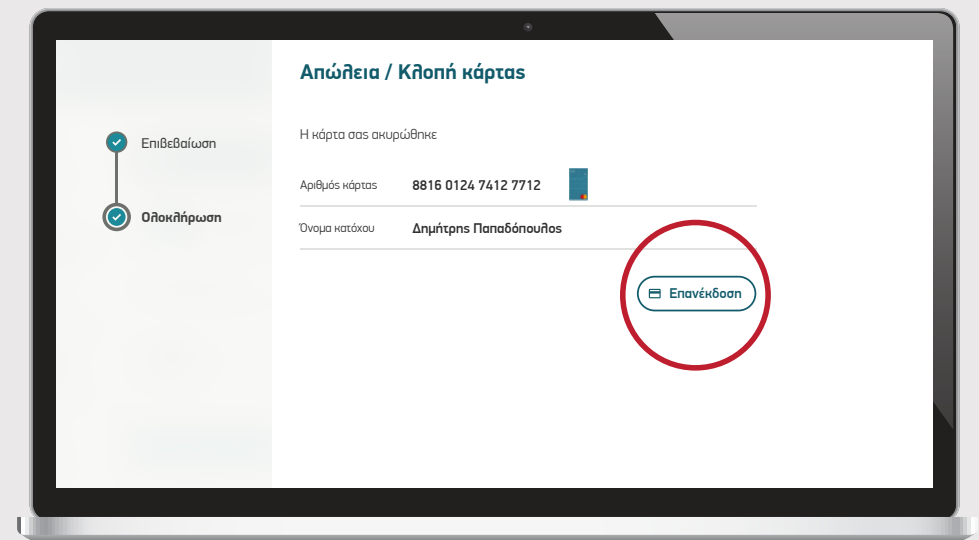 Απώλεια / Κλοπή κάρτας
Η κάρτα σας ακυρώθηκε
Επιβεβαίωση
Αριθμός κάρτας 8816 0124 7412 7712
Ολοκλήρωση
Όνομα κατόχου Δημήτρης Παπαδόπουλος
Επανέκδοση